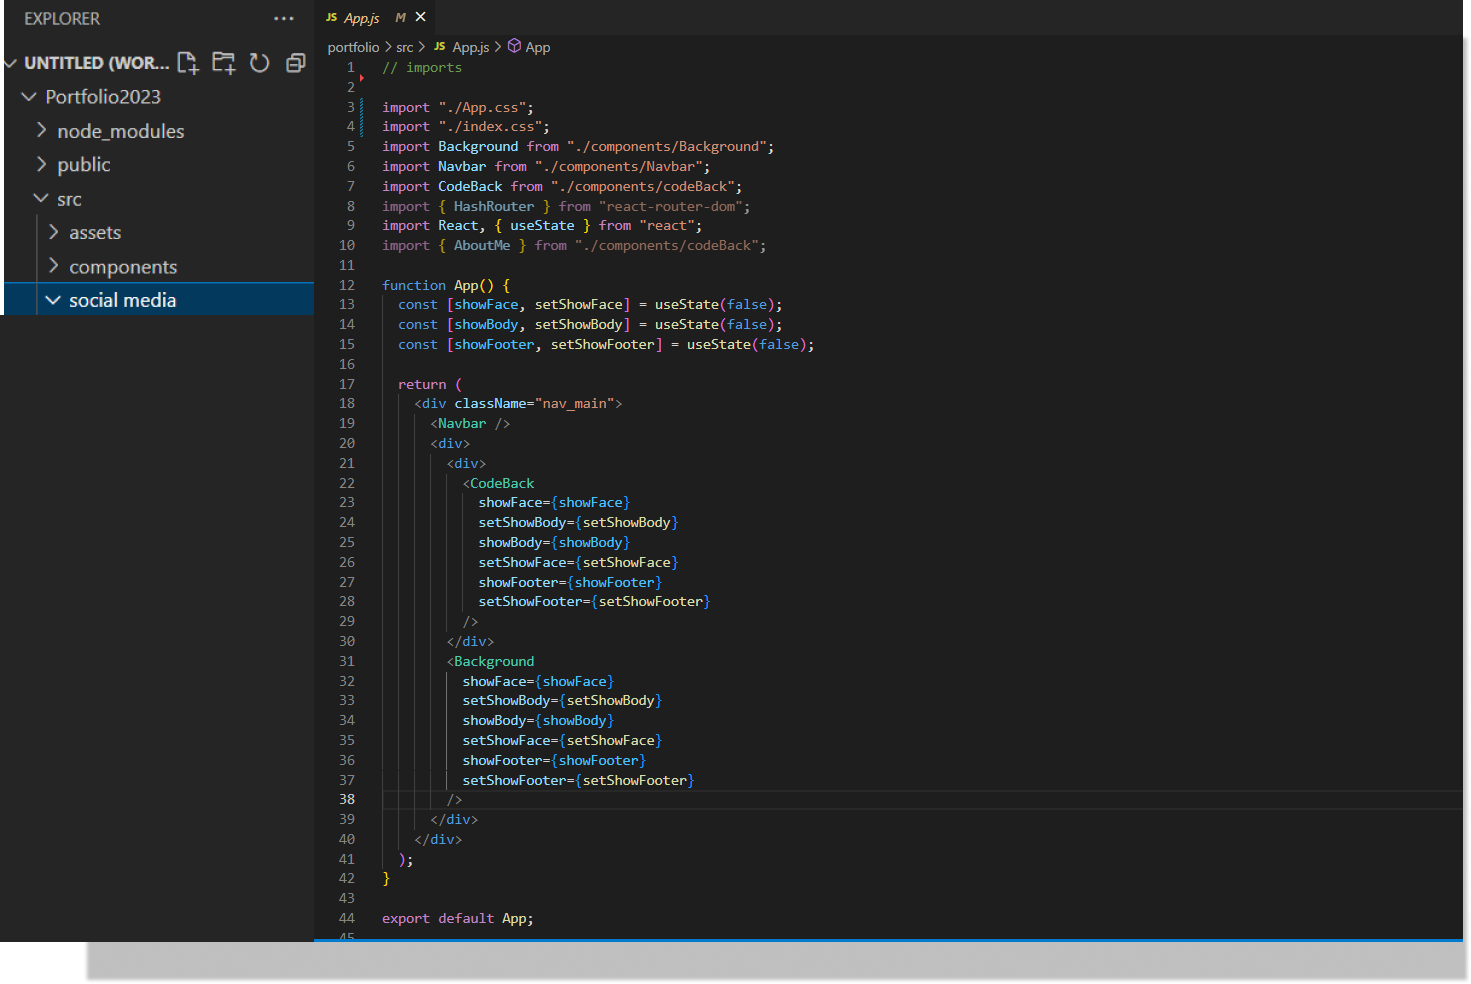 EXPLORER
UNTITLED (WOR...
Portfolio2023
node_modules
public
src
assets
components
social media
JS App.js M
portfolio > src > JS App.js > App
1 // imports
2
3 import "./App.css";
4 import "./index.css";
5 import Background from "./components/Background";
6 import Navbar from "./components/Navbar";
7 import CodeBack from "./components/codeBack";
8 import { HashRouter } from "react-router-dom";
9 import React, { useState } from "react";
10 import { AboutMe } from "./components/codeBack";
11
12 function App() {
13 const [showFace, setShowFace] = useState(false);
14 const [showBody, setShowBody] = useState(false);
15 const [showFooter, setShowFooter] = useState(false);
16
17 return (
18 <div className="nav_main">
19 <Navbar />
20 <div>
21 <div>
22 <CodeBack
23 showFace={showFace}
24 setShowBody={setShowBody}
25 showBody={showBody}
26 setShowFace={setShowFace}
27 showFooter={showFooter}
28 setShowFooter={setShowFooter}
29 />
30 </div>
31 <Background
32 showFace={showFace}
33 setShowBody={setShowBody}
34 showBody={showBody}
35 setShowFace={setShowFace}
36 showFooter={showFooter}
37 setShowFooter={setShowFooter}
38 />
39 </div>
40 </div>
41 );
42 }
43
44 export default App;
45